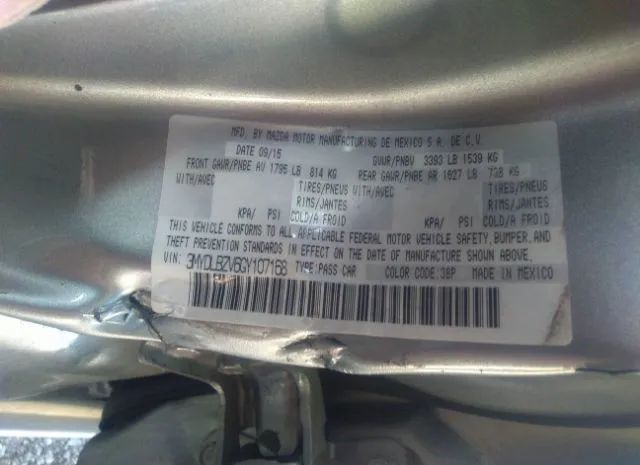 MFD. BY MAZDA MOTOR MANUFACTURING DE MEXICO S.A. DE C.V.
DATE 09/15 GVWR/PNBV 3393 LB 1539 KG
FRONT GAWR/PNBE AV 1795 LB 814 KG REAR GAWR/PNBE AR 1627 LB 738 KG
WITH/AVEC TIRES/PNEUS WITH/AVEC TIRES/PNEUS
RIMS/JANTES RIMS/JANTES
KPA/ PSI COLD/A FROID KPA/ PSI COLD/A FROID
THIS VEHICLE CONFORMS TO ALL APPLICABLE FEDERAL MOTOR VEHICLE SAFETY, BUMPER, AND
THEFT PREVENTION STANDARDS IN EFFECT ON THE DATE OF MANUFACTURE SHOWN ABOVE.
VIN: 3MYDLBZV6GY107168 TYPE:PASS CAR COLOR CODE:38P MADE IN MEXICO